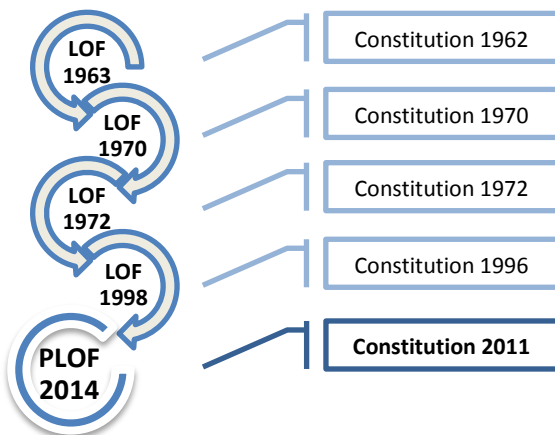 LOF
1963
Constitution 1962
LOF
1970
Constitution 1970
LOF
1972
Constitution 1972
LOF
1998
Constitution 1996
PLOF
2014
Constitution 2011